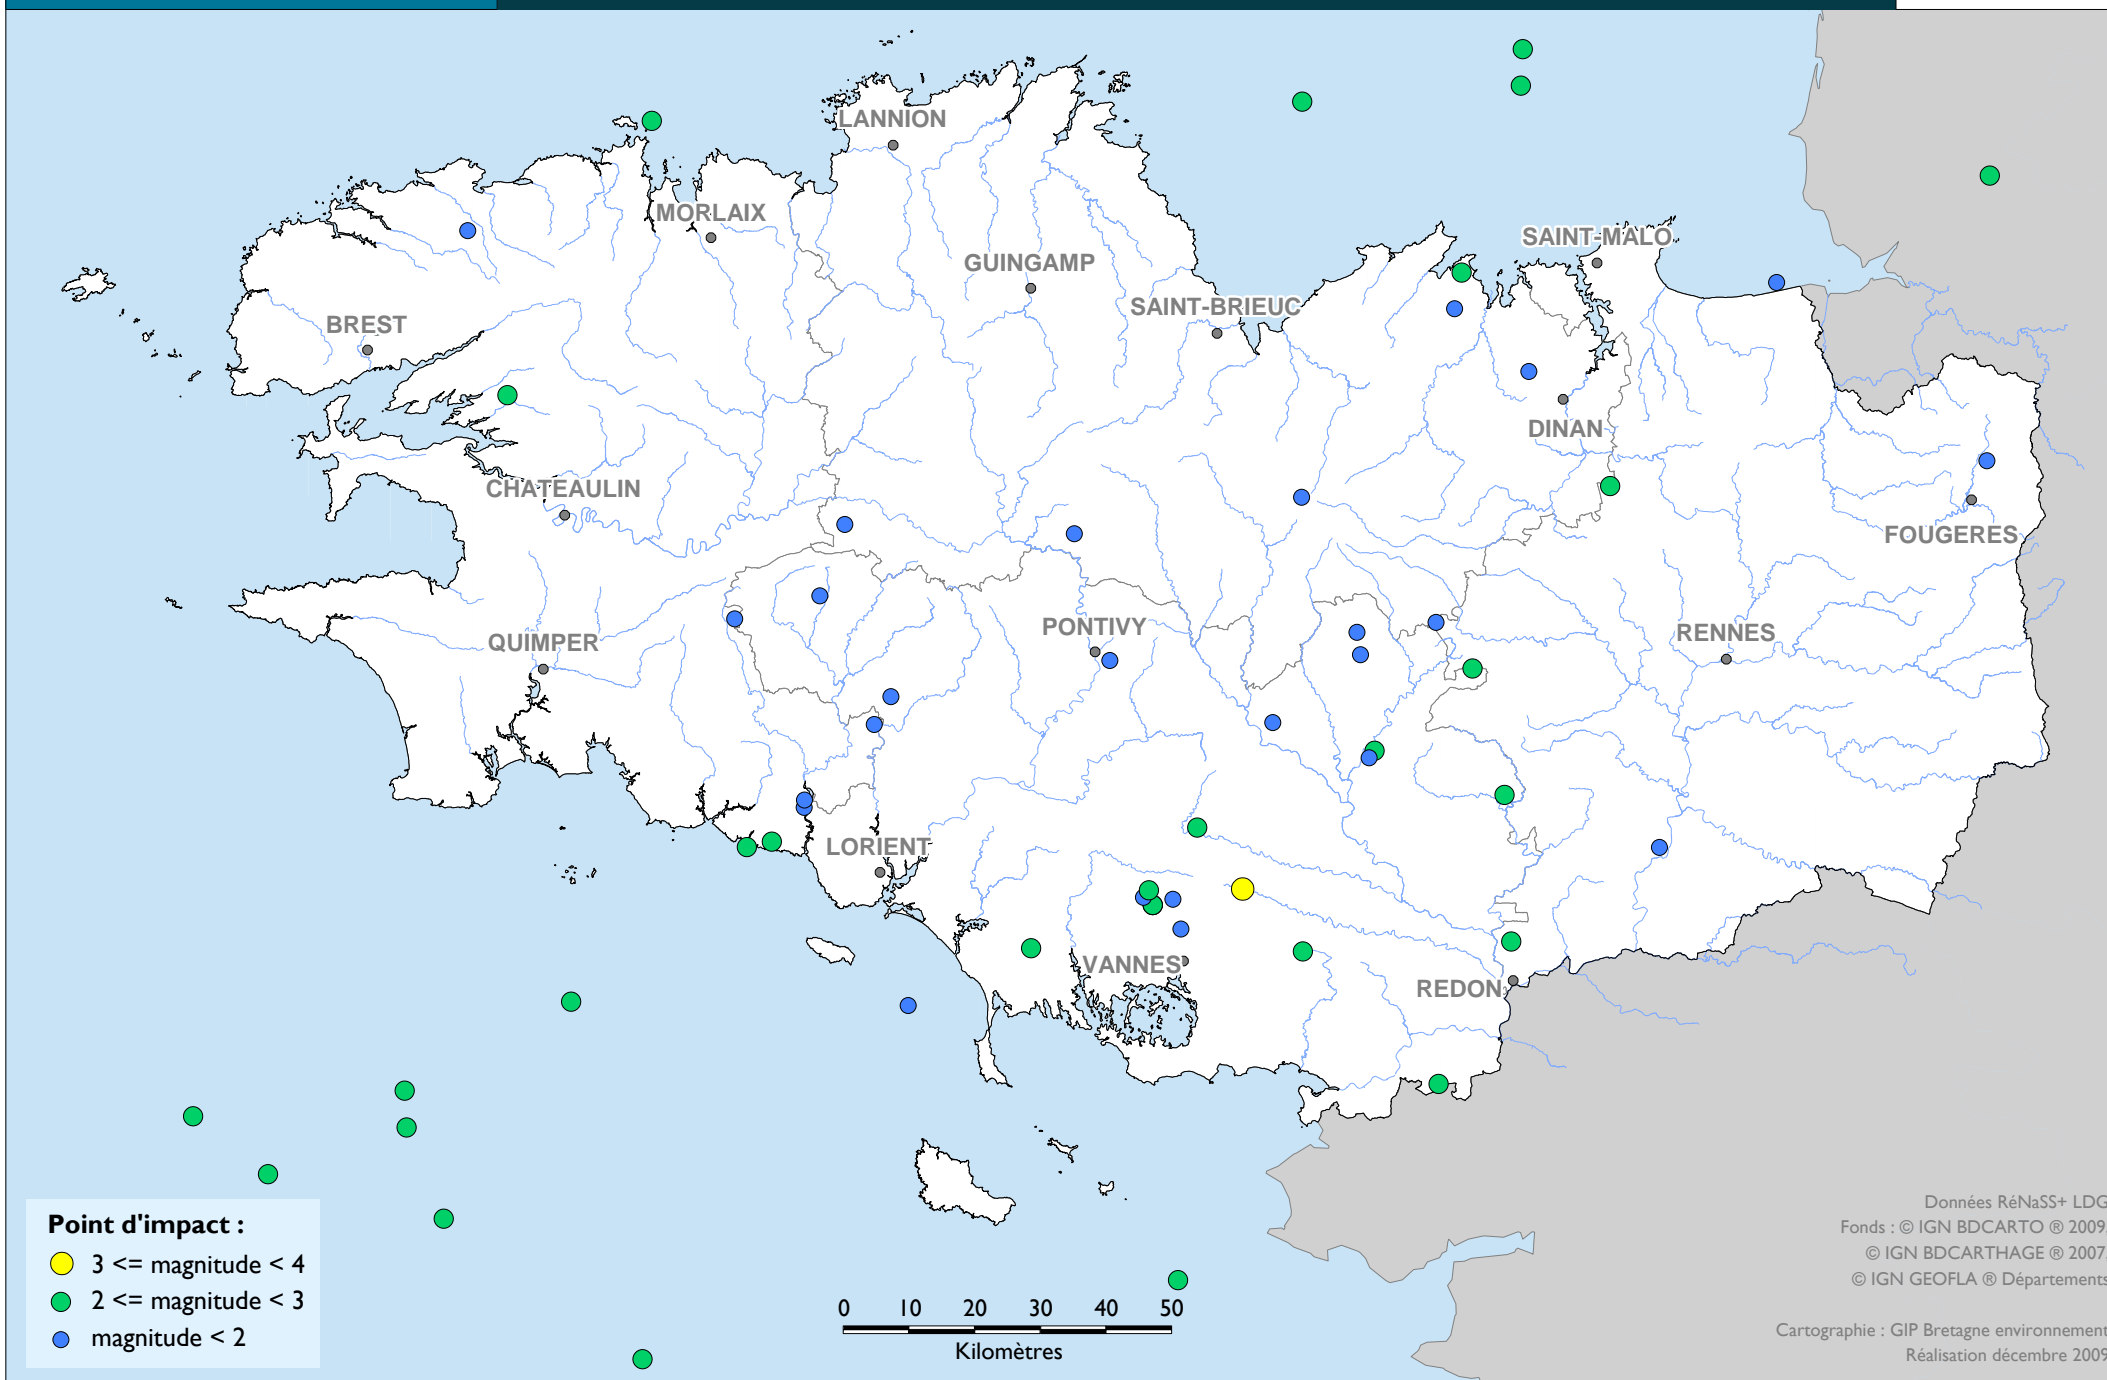 LANNION
MORLAIX
SAINT-MALO
GUINGAMP
SAINT-BRIEUC
BREST
DINAN
CHATEAULIN
FOUGERES
PONTIVY
RENNES
QUIMPER
LORIENT
VANNES
REDON
Point d'impact :
3 <= magnitude < 4
2 <= magnitude < 3
magnitude < 2
0 10 20 30 40 50
Kilomètres
Données RéNaSS+ LDG
Fonds : © IGN BDCARTO ® 2009
© IGN BDCARTHAGE ® 2007
© IGN GEOFLA ® Départements
Cartographie : GIP Bretagne environnement
Réalisation décembre 2009